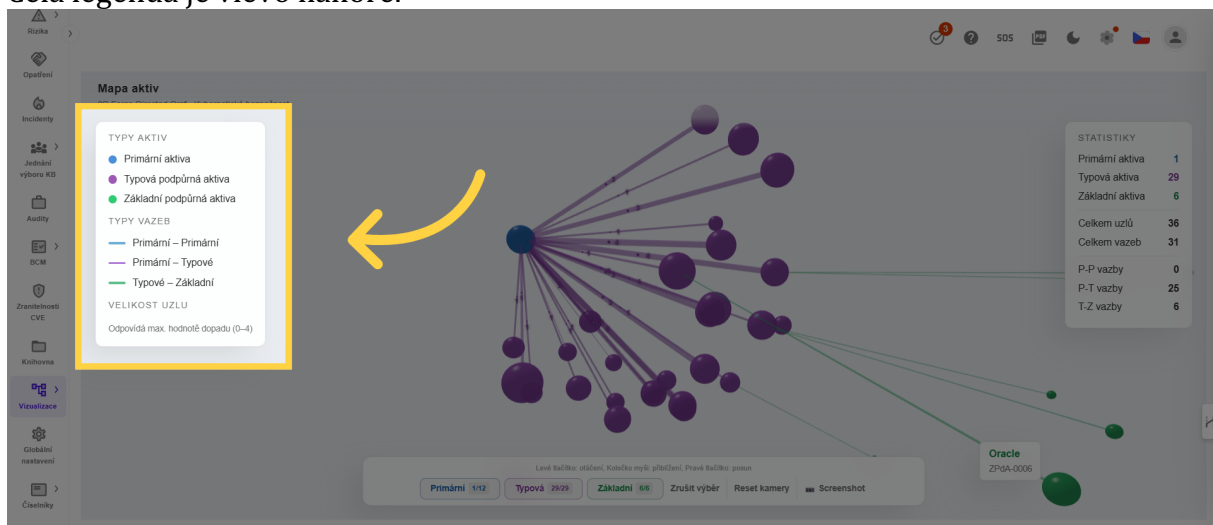 Celá legenda je vlevo nahoře.
Rizika
Opatření
Incidenty
Jednání
výboru KB
Audity
BCM
Zranitelnosti
CVE
Knihovna
Vizualizace
Globální
nastavení
Číselníky
3
SOS
PDF
Mapa aktiv
TYPY AKTIV
Primární aktiva
Typová podpůrná aktiva
Základní podpůrná aktiva
TYPY VAZEB
Primární – Primární
Primární – Typové
Typové – Základní
VELIKOST UZLU
Odpovídá max. hodnotě dopadu (0–4)
STATISTIKY
Primární aktiva 1
Typová aktiva 29
Základní aktiva 6
Celkem uzlů 36
Celkem vazeb 31
P-P vazby 0
P-T vazby 25
T-Z vazby 6
Oracle
ZPdA-0006
Levé tlačítko: otáčení, Kolečko myši: přiblížení, Pravé tlačítko: posun
Primární 1/12 Typová 29/29 Základní 6/6 Zrušit výběr Reset kamery Screenshot